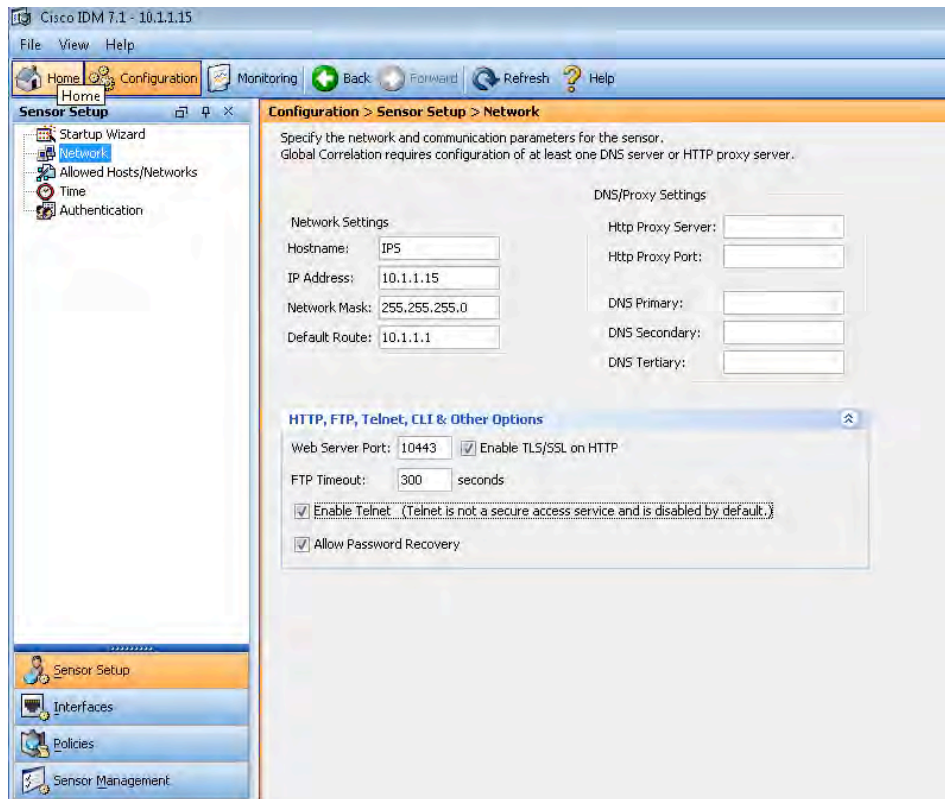 Cisco IDM 7.1 - 10.1.1.15
File View Help
Home Configuration Monitoring Back Forward Refresh Help
Home
Sensor Setup
Startup Wizard
Network
Allowed Hosts/Networks
Time
Authentication
Configuration > Sensor Setup > Network
Specify the network and communication parameters for the sensor.
Global Correlation requires configuration of at least one DNS server or HTTP proxy server.
Network Settings
Hostname: IPS
IP Address: 10.1.1.15
Network Mask: 255.255.255.0
Default Route: 10.1.1.1
DNS/Proxy Settings
Http Proxy Server:
Http Proxy Port:
DNS Primary:
DNS Secondary:
DNS Tertiary:
HTTP, FTP, Telnet, CLI & Other Options
Web Server Port: 10443 Enable TLS/SSL on HTTP
FTP Timeout: 300 seconds
Enable Telnet (Telnet is not a secure access service and is disabled by default.)
Allow Password Recovery
Sensor Setup
Interfaces
Policies
Sensor Management